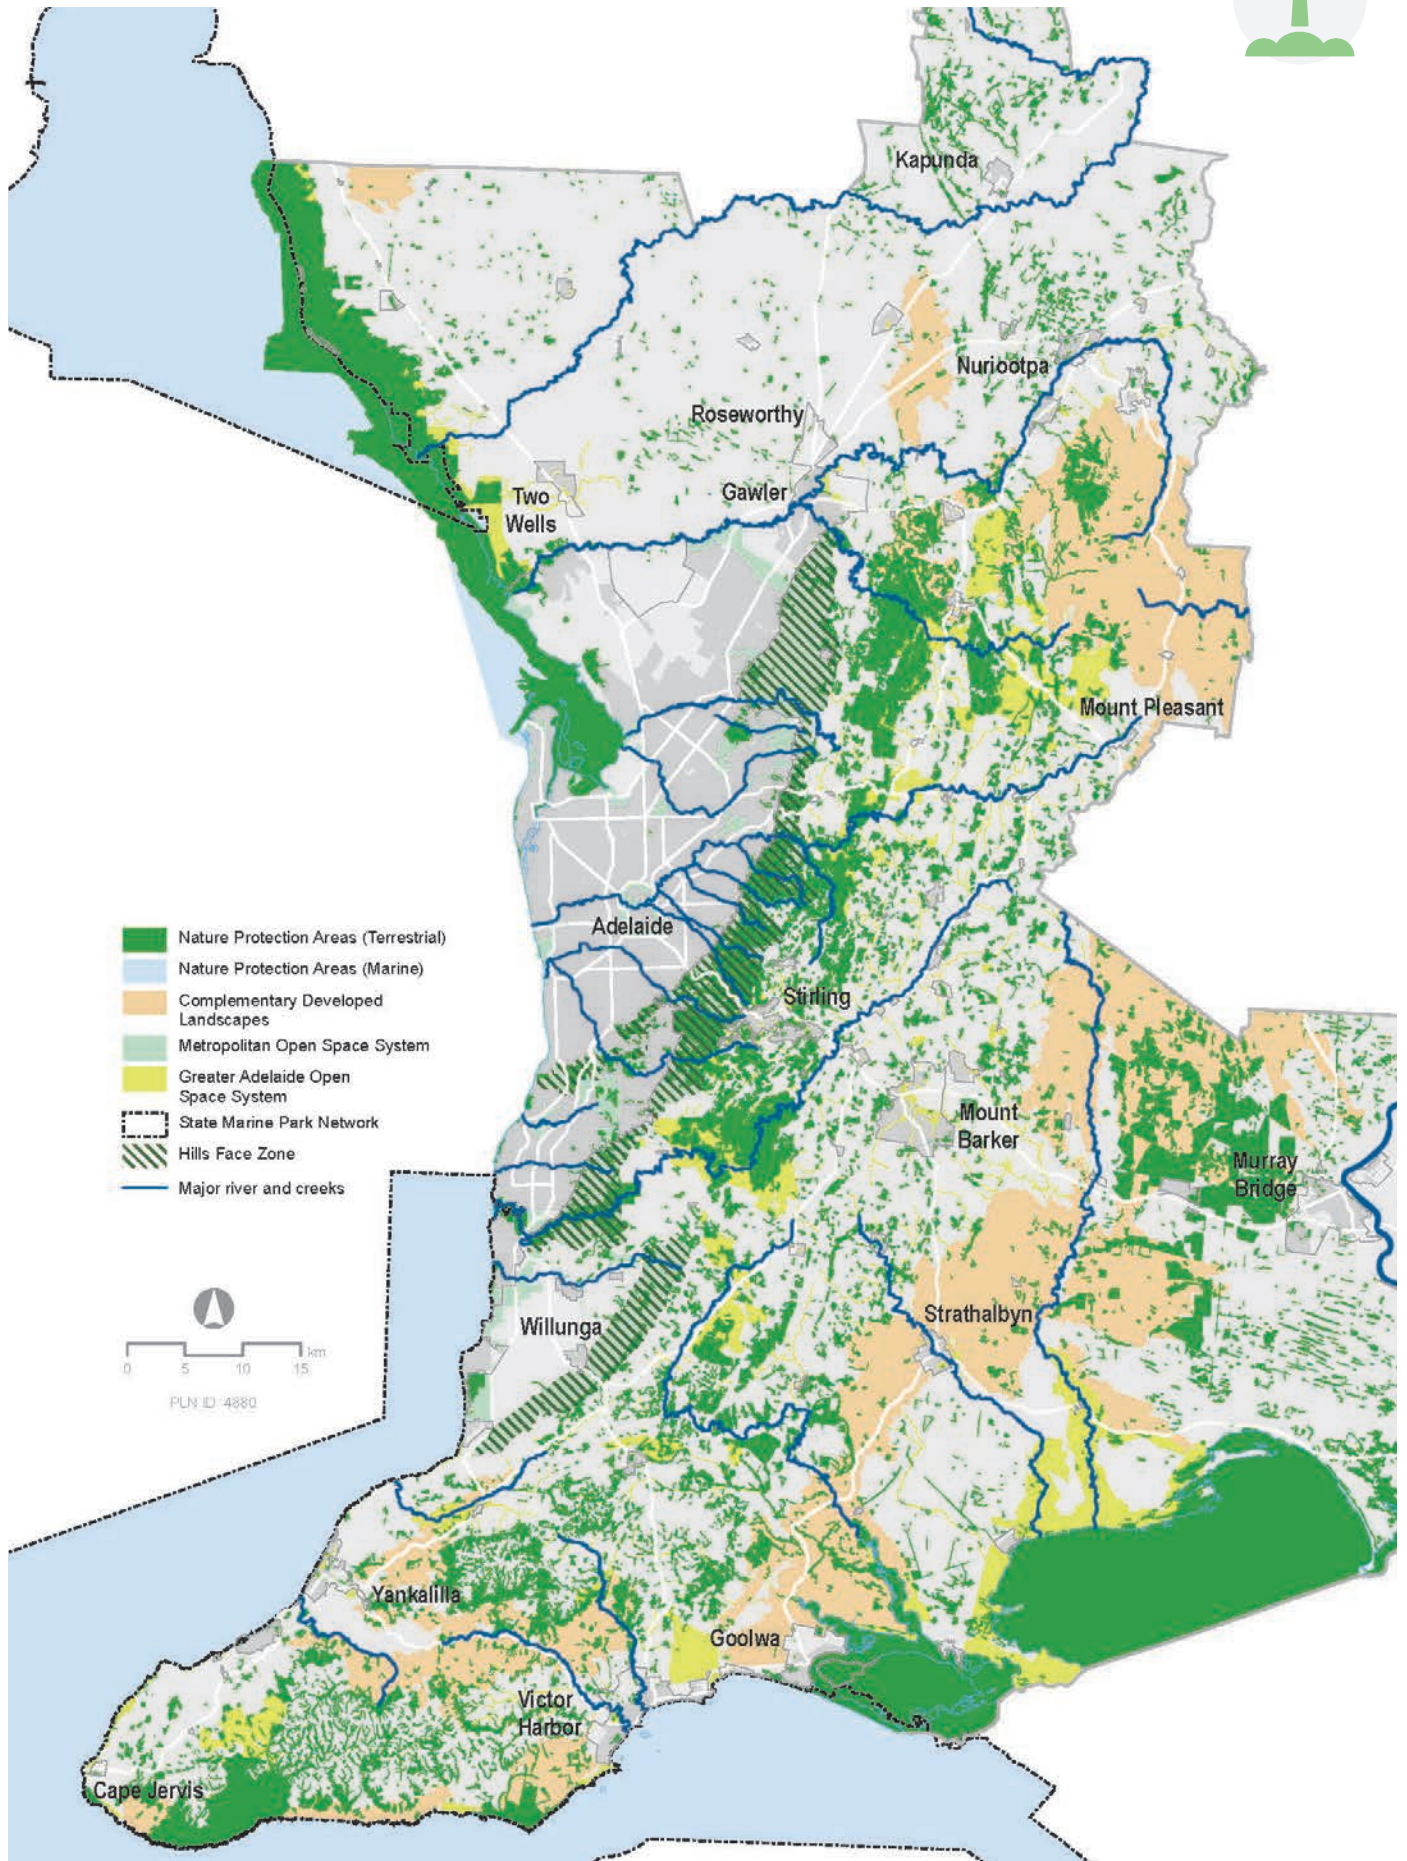 Kapunda
Nuriootpa
Roseworthy
Gawler
Two
Wells
Mount Pleasant
Adelaide
Nature Protection Areas (Terrestrial)
Nature Protection Areas (Marine)
Complementary Developed
Landscapes
Metropolitan Open Space System
Greater Adelaide Open
Space System
State Marine Park Network
Hills Face Zone
Major river and creeks
Stirling
Mount
Barker
Murray
Bridge
Strathalbyn
Willunga
0 5 10 15 km
PLN ID: 4880
Yankalilla
Goolwa
Victor
Harbor
Cape Jervis